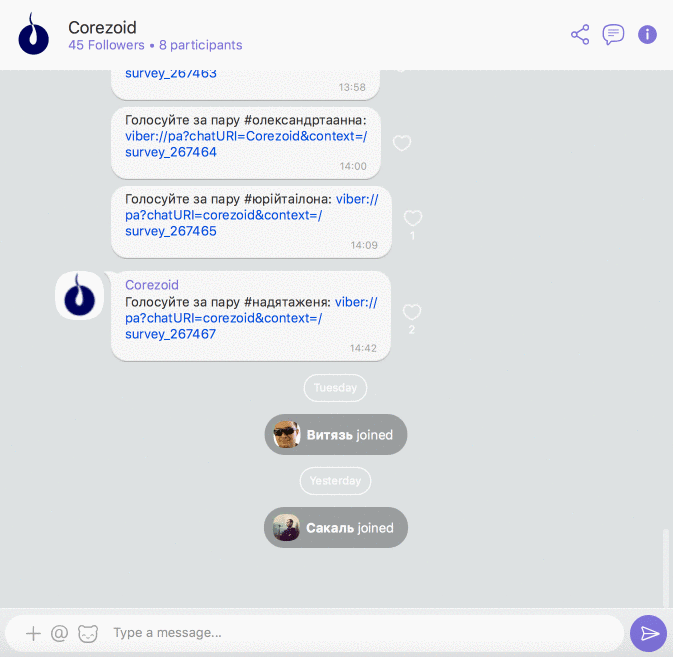 Corezoid
45 Followers • 8 participants
survey_267463
13:58
Голосуйте за пару #олександртаанна:
viber://pa?chatURI=Corezoid&context=/
survey_267464
14:00
Голосуйте за пару #юрійтаілона: viber://
pa?chatURI=corezoid&context=/
survey_267465
14:09
1
Corezoid
Голосуйте за пару #надятаженя: viber://
pa?chatURI=corezoid&context=/
survey_267467
14:42
2
Tuesday
Витязь joined
Yesterday
Сакаль joined
Type a message...